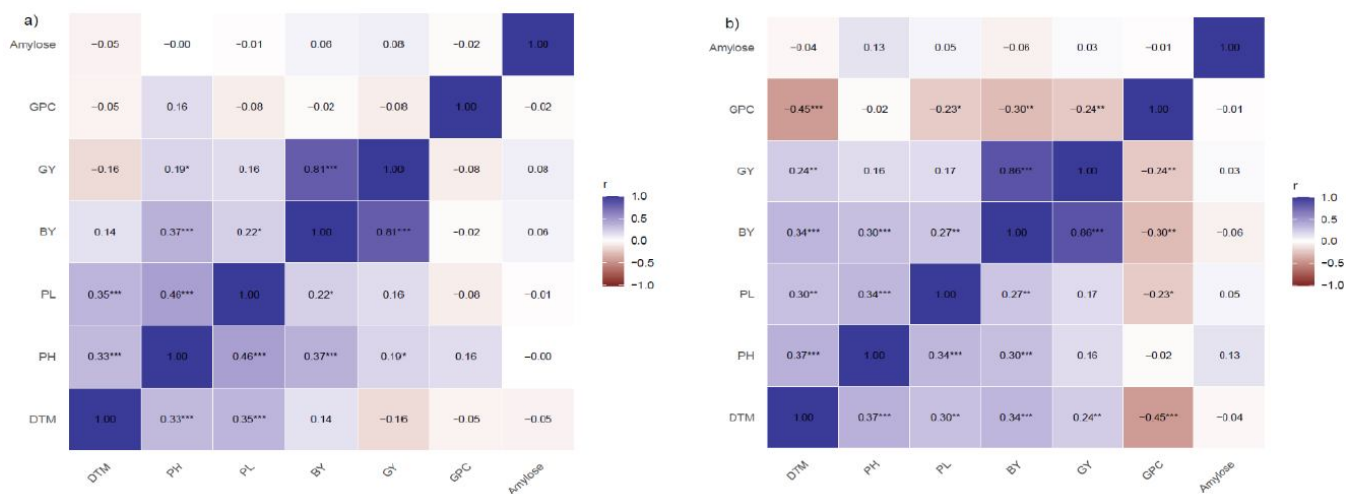 a)
Amylose −0.05 −0.00 −0.01 0.06 0.08 −0.02 1.00
GPC −0.05 0.16 −0.08 −0.02 −0.08 1.00 −0.02
GY −0.16 0.19* 0.16 0.81*** 1.00 −0.08 0.08
BY 0.14 0.37*** 0.22* 1.00 0.81*** −0.02 0.06
PL 0.35*** 0.46*** 1.00 0.22* 0.16 −0.08 −0.01
PH 0.33*** 1.00 0.46*** 0.37*** 0.19* 0.16 −0.00
DTM 1.00 0.33*** 0.35*** 0.14 −0.16 −0.05 −0.05
DTM PH PL BY GY GPC Amylose
r
1.0
0.5
0.0
−0.5
−1.0
b)
Amylose −0.04 0.13 0.05 −0.06 0.03 −0.01 1.00
GPC −0.45*** −0.02 −0.23* −0.30** −0.24** 1.00 −0.01
GY 0.24** 0.16 0.17 0.86*** 1.00 −0.24** 0.03
BY 0.34*** 0.30*** 0.27** 1.00 0.86*** −0.30** −0.06
PL 0.30** 0.34*** 1.00 0.27** 0.17 −0.23* 0.05
PH 0.37*** 1.00 0.34*** 0.30*** 0.16 −0.02 0.13
DTM 1.00 0.37*** 0.30** 0.34*** 0.24** −0.45*** −0.04
DTM PH PL BY GY GPC Amylose
r
1.0
0.5
0.0
−0.5
−1.0